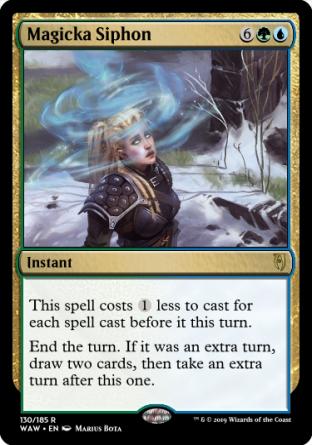 Magicka Siphon 6
Instant
This spell costs 1 less to cast for
each spell cast before it this turn.
End the turn. If it was an extra turn,
draw two cards, then take an extra
turn after this one.
130/185 R
WAW • EN MARIUS BOTA
™ & © 2019 Wizards of the Coast